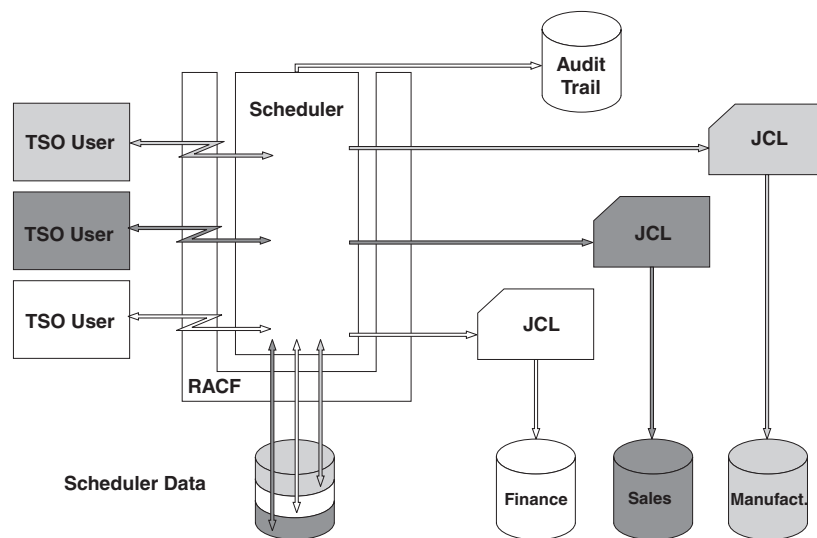 Audit
Trail
Scheduler
TSO User
JCL
TSO User
JCL
TSO User
JCL
RACF
Scheduler Data
Finance
Sales
Manufact.